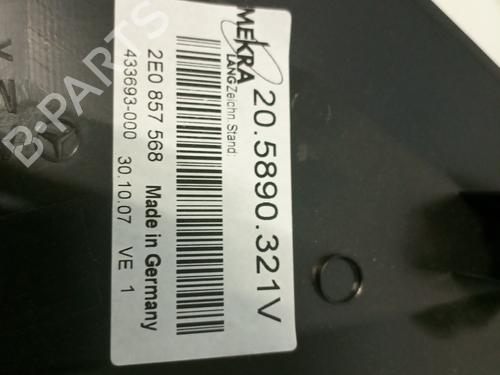 MEKRA
LANG Zeichn.Stand:
20.5890.321V
2E0 857 568 Made in Germany
433693-000 30.10.07 VE 1
B-PARTS